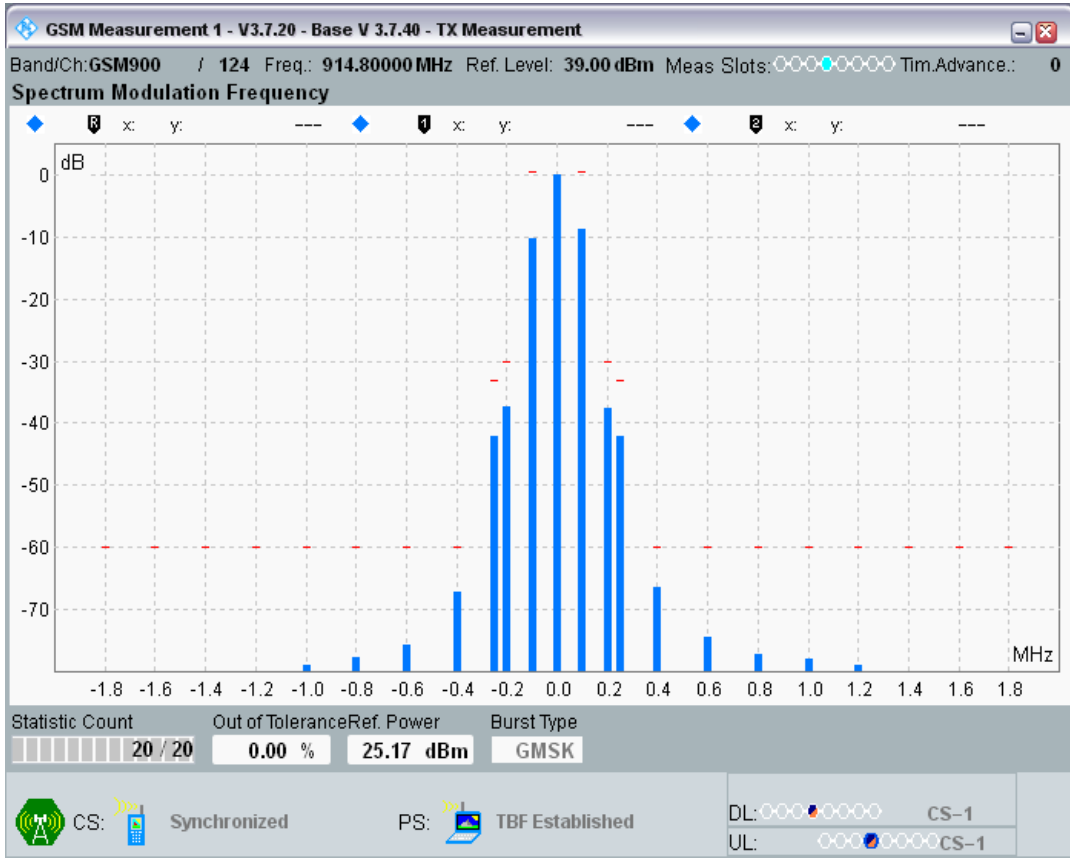 GSM Measurement 1 - V3.7.20 - Base V 3.7.40 - TX Measurement
Band/Ch:GSM900 / 124 Freq.: 914.80000 MHz Ref. Level: 39.00 dBm Meas Slots: Tim.Advance.: 0
Spectrum Modulation Frequency
R x: y: --- 1 x: y: --- 2 x: y: ---
dB
0
-10
-20
-30
-40
-50
-60
-70
MHz
-1.8 -1.6 -1.4 -1.2 -1.0 -0.8 -0.6 -0.4 -0.2 0.0 0.2 0.4 0.6 0.8 1.0 1.2 1.4 1.6 1.8
Statistic Count Out of Tolerance Ref. Power Burst Type
20 / 20 0.00 % 25.17 dBm GMSK
CS: Synchronized PS: TBF Established
DL: CS-1
UL: CS-1